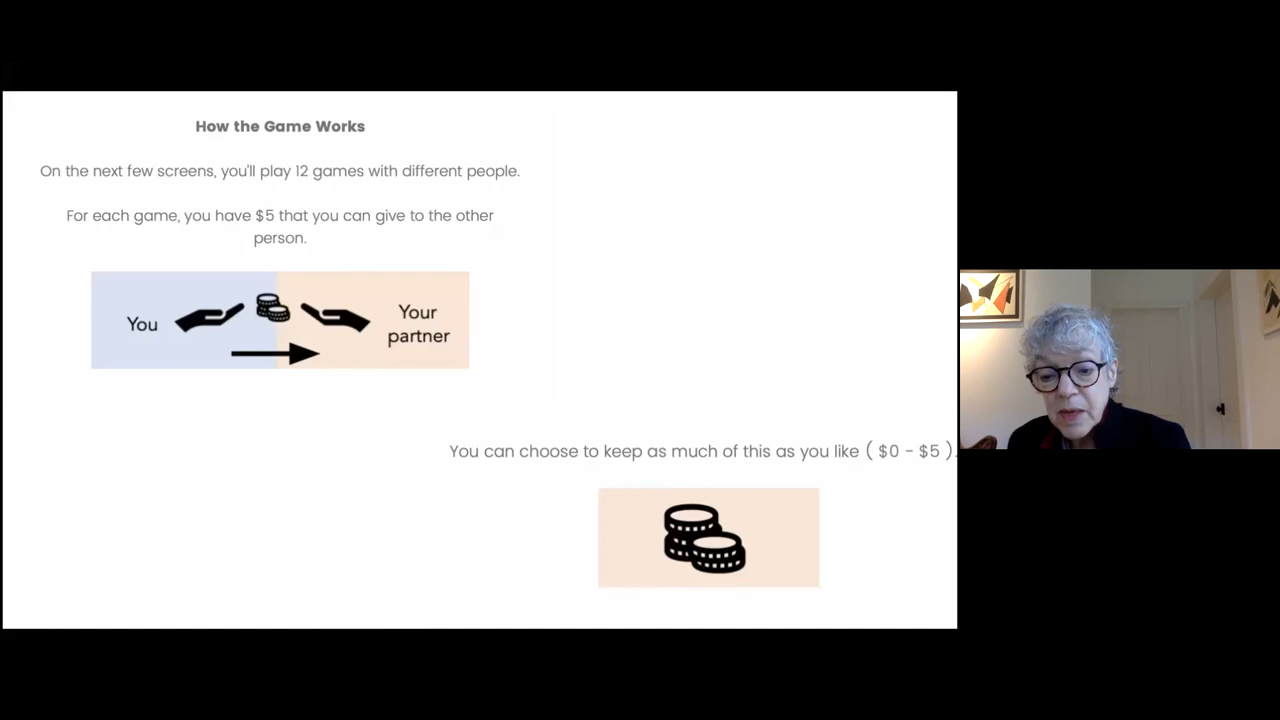 How the Game Works
On the next few screens, you'll play 12 games with different people.
For each game, you have $5 that you can give to the other
person.
You
Your
partner
You can choose to keep as much of this as you like ( $0 - $5 ).